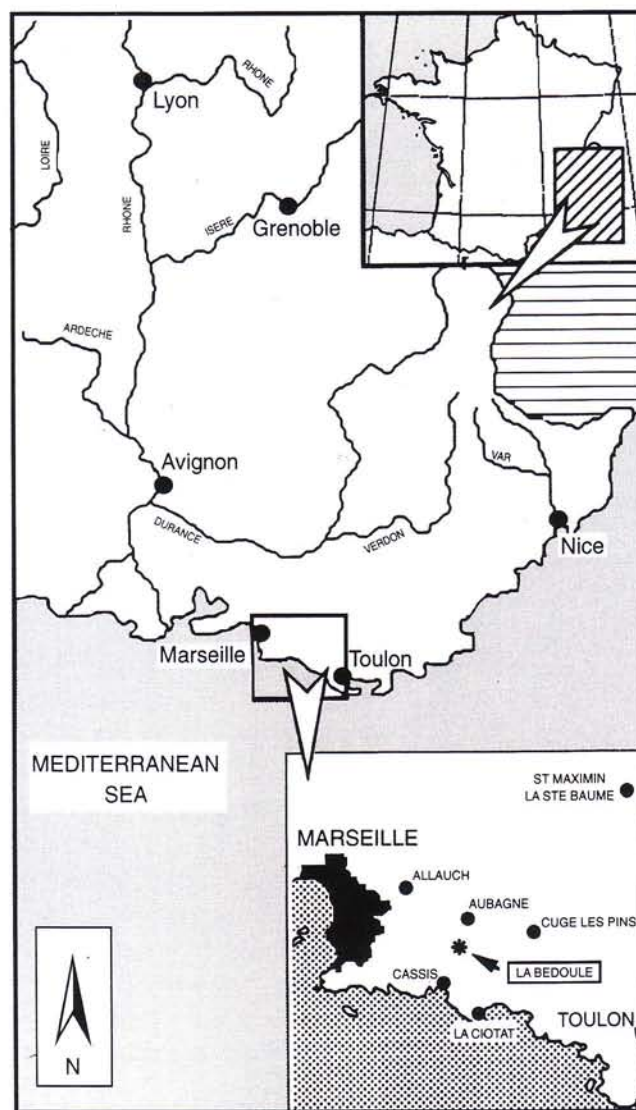 RHONE
Lyon
LOIRE
RHONE
ISERE
Grenoble
ARDECHE
Avignon
VAR
DURANCE
VERDON
Nice
Marseille
Toulon
MEDITERRANEAN
SEA
ST MAXIMIN
LA STE BAUME
MARSEILLE
ALLAUCH
AUBAGNE
CUGE LES PINS
LA BEDOULE
CASSIS
LA CIOTAT
TOULON
N